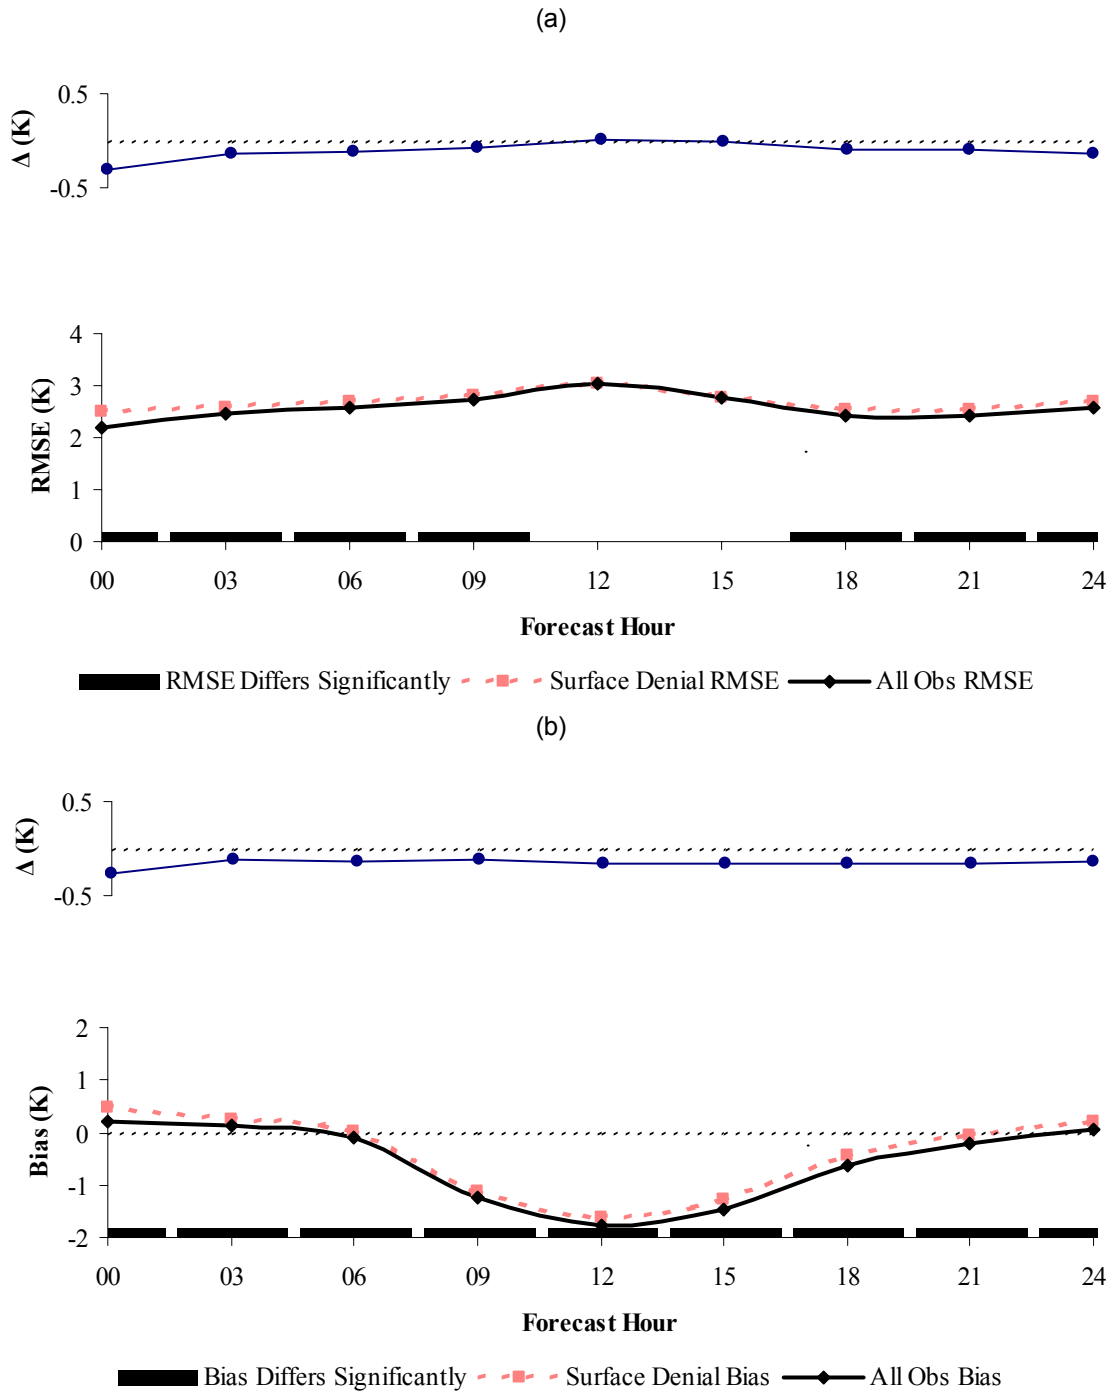 (a)
0.5
Δ (K)
-0.5
4
3
RMSE (K)
2
1
0
00 03 06 09 12 15 18 21 24
Forecast Hour
RMSE Differs Significantly Surface Denial RMSE All Obs RMSE
(b)
0.5
Δ (K)
-0.5
2
1
Bias (K)
0
-1
-2
00 03 06 09 12 15 18 21 24
Forecast Hour
Bias Differs Significantly Surface Denial Bias All Obs Bias